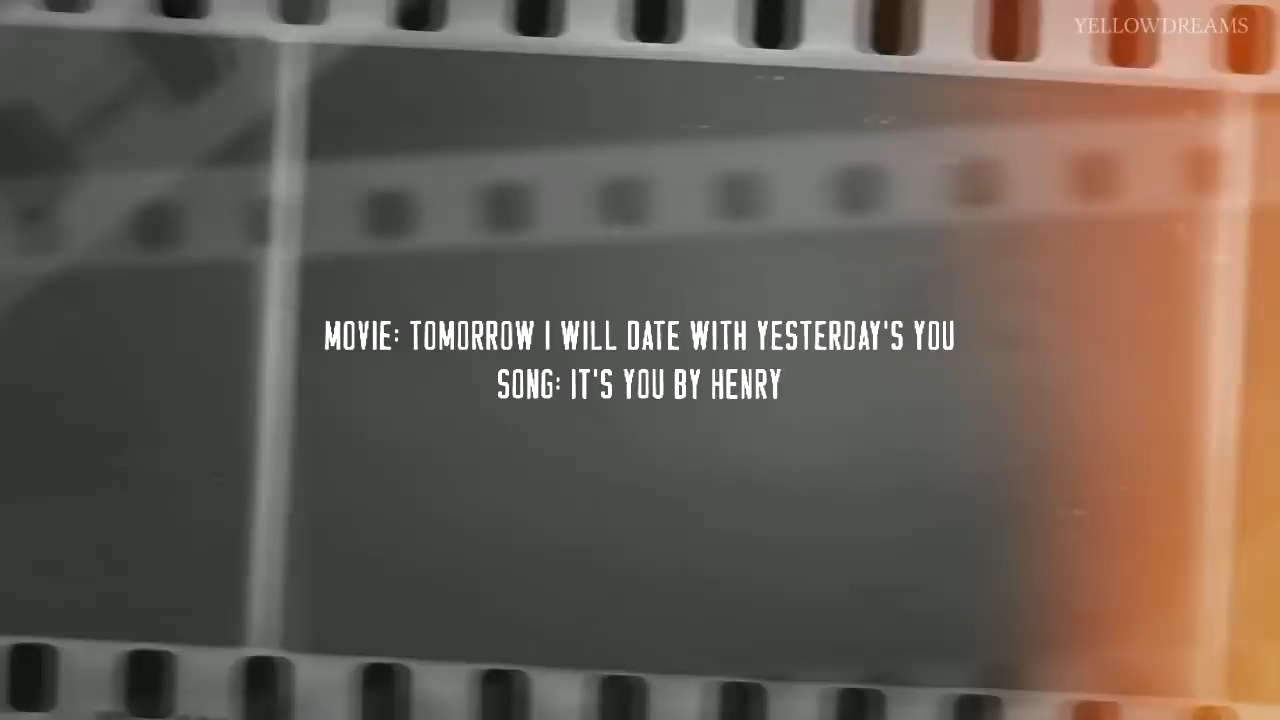 YELLOWDREAMS
MOVIE: TOMORROW I WILL DATE WITH YESTERDAY'S YOU
SONG: IT'S YOU BY HENRY